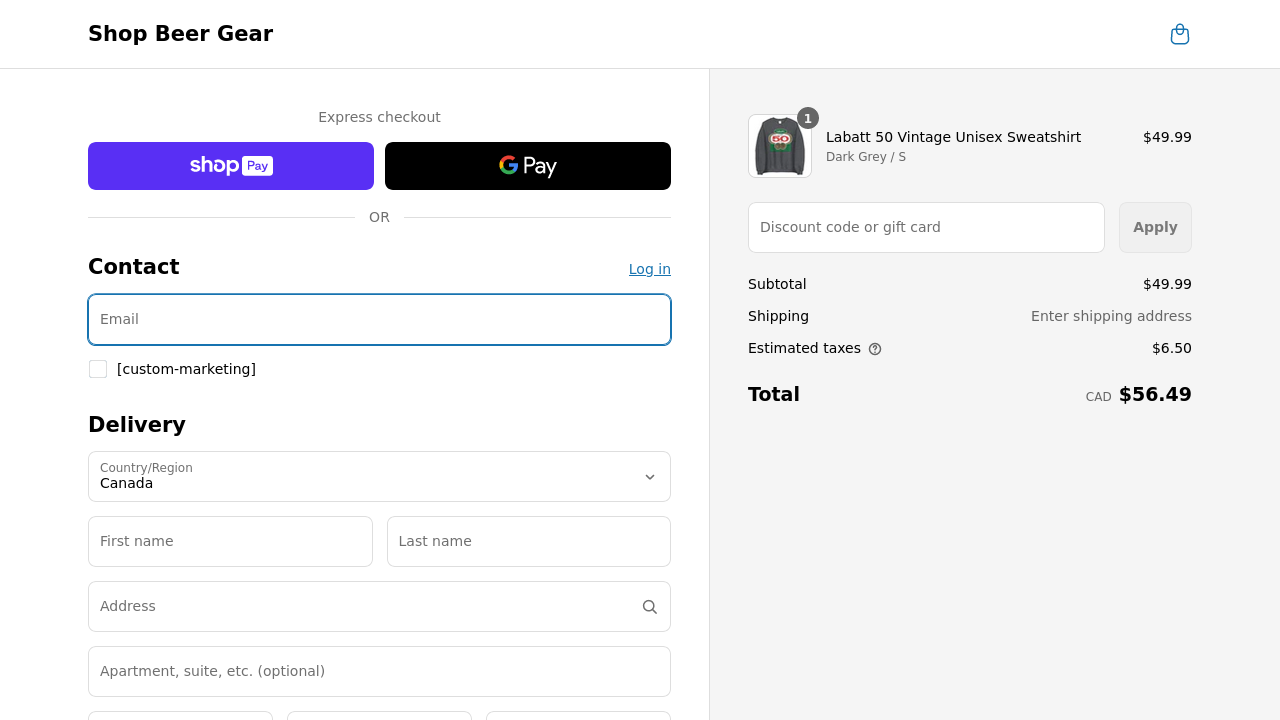 Shop Beer Gear
Express checkout
shop Pay
G Pay
OR
Contact
Log in
Email
[custom-marketing]
Delivery
Country/Region
Canada
First name
Last name
Address
Apartment, suite, etc. (optional)
1
50
Labatt 50 Vintage Unisex Sweatshirt
$49.99
Dark Grey / S
Discount code or gift card
Apply
Subtotal
$49.99
Shipping
Enter shipping address
Estimated taxes
$6.50
Total
CAD $56.49